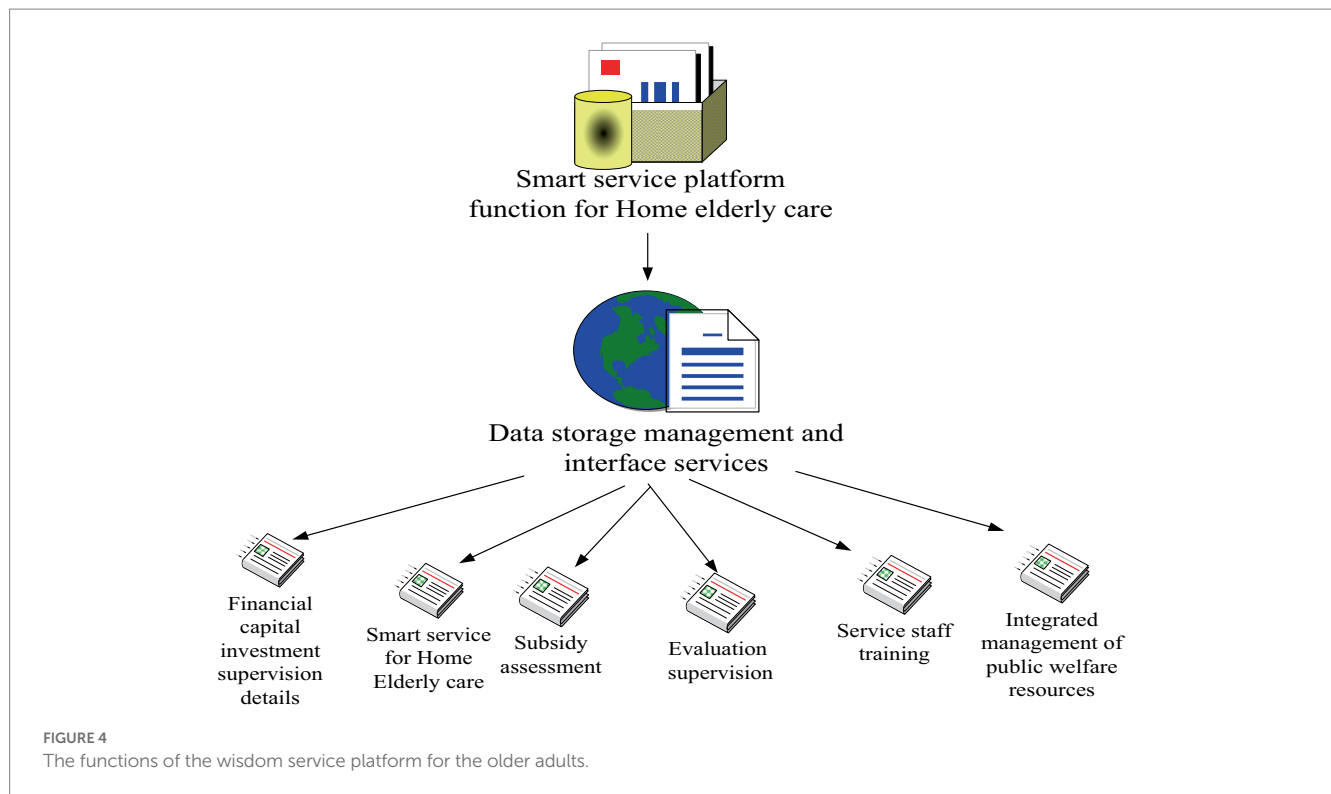 Smart service platform
function for Home elderly care
Data storage management and
interface services
Financial
capital
investment
supervision
details
Smart service
for Home
Elderly care
Subsidy
assessment
Evaluation
supervision
Service staff
training
Integrated
management of
public welfare
resources
FIGURE 4
The functions of the wisdom service platform for the older adults.